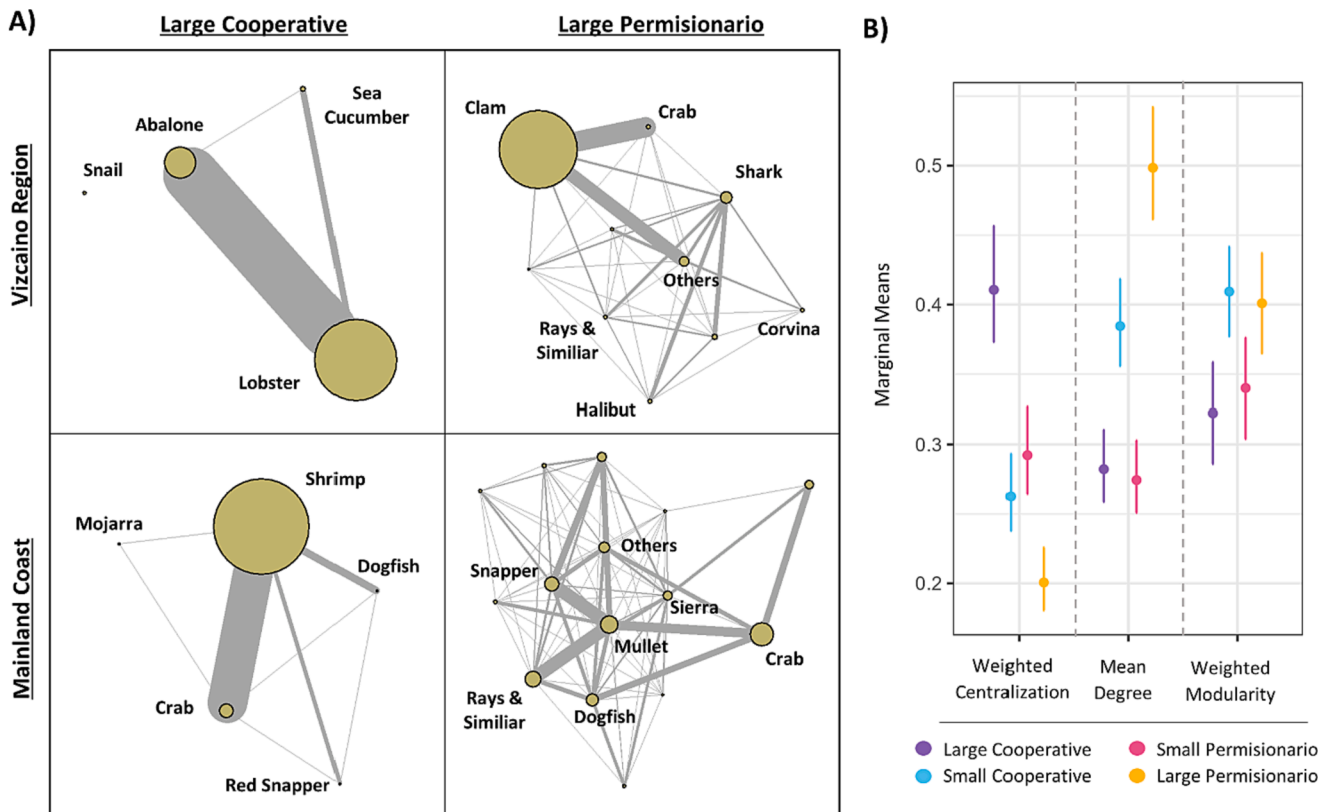 A)
Large Cooperative
Large Permisionario
B)
Vizcaino Region
Sea
Cucumber
Abalone
Snail
Lobster
Clam
Crab
Shark
Others
Rays &
Similiar
Corvina
Halibut
Mainland Coast
Shrimp
Mojarra
Dogfish
Crab
Red Snapper
Others
Snapper
Sierra
Mullet
Crab
Rays &
Similiar
Dogfish
Marginal Means
0.5
0.4
0.3
0.2
Weighted
Centralization
Mean
Degree
Weighted
Modularity
Large Cooperative
Small Permisionario
Small Cooperative
Large Permisionario